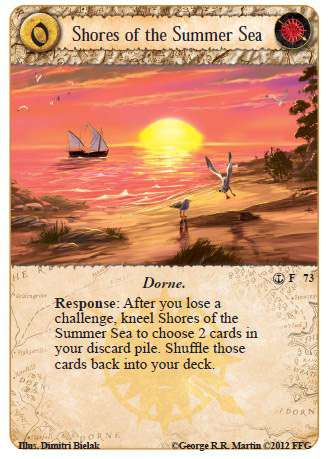 0
Shores of the Summer Sea
Dorne.
F 73
Response: After you lose a
challenge, kneel Shores of the
Summer Sea to choose 2 cards in
your discard pile. Shuffle those
cards back into your deck.
DORNE
Illus. Dimitri Bielak ©George R.R. Martin ©2012 FFG